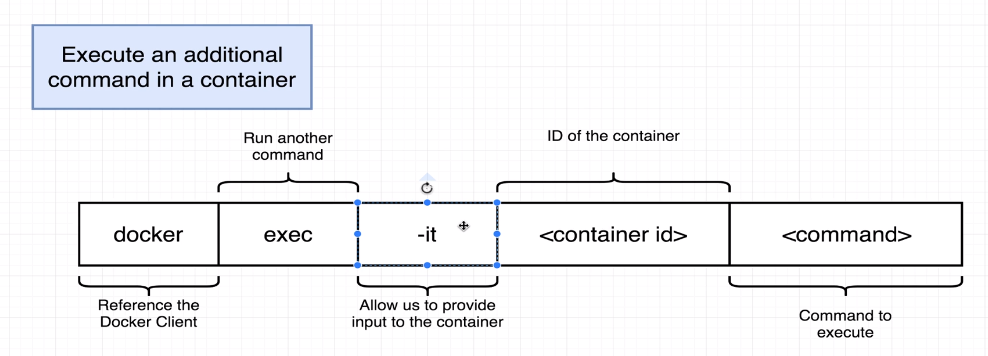 Execute an additional
command in a container
Run another
command
ID of the container
docker
exec
-it
<container id>
<command>
Reference the
Docker Client
Allow us to provide
input to the container
Command to
execute